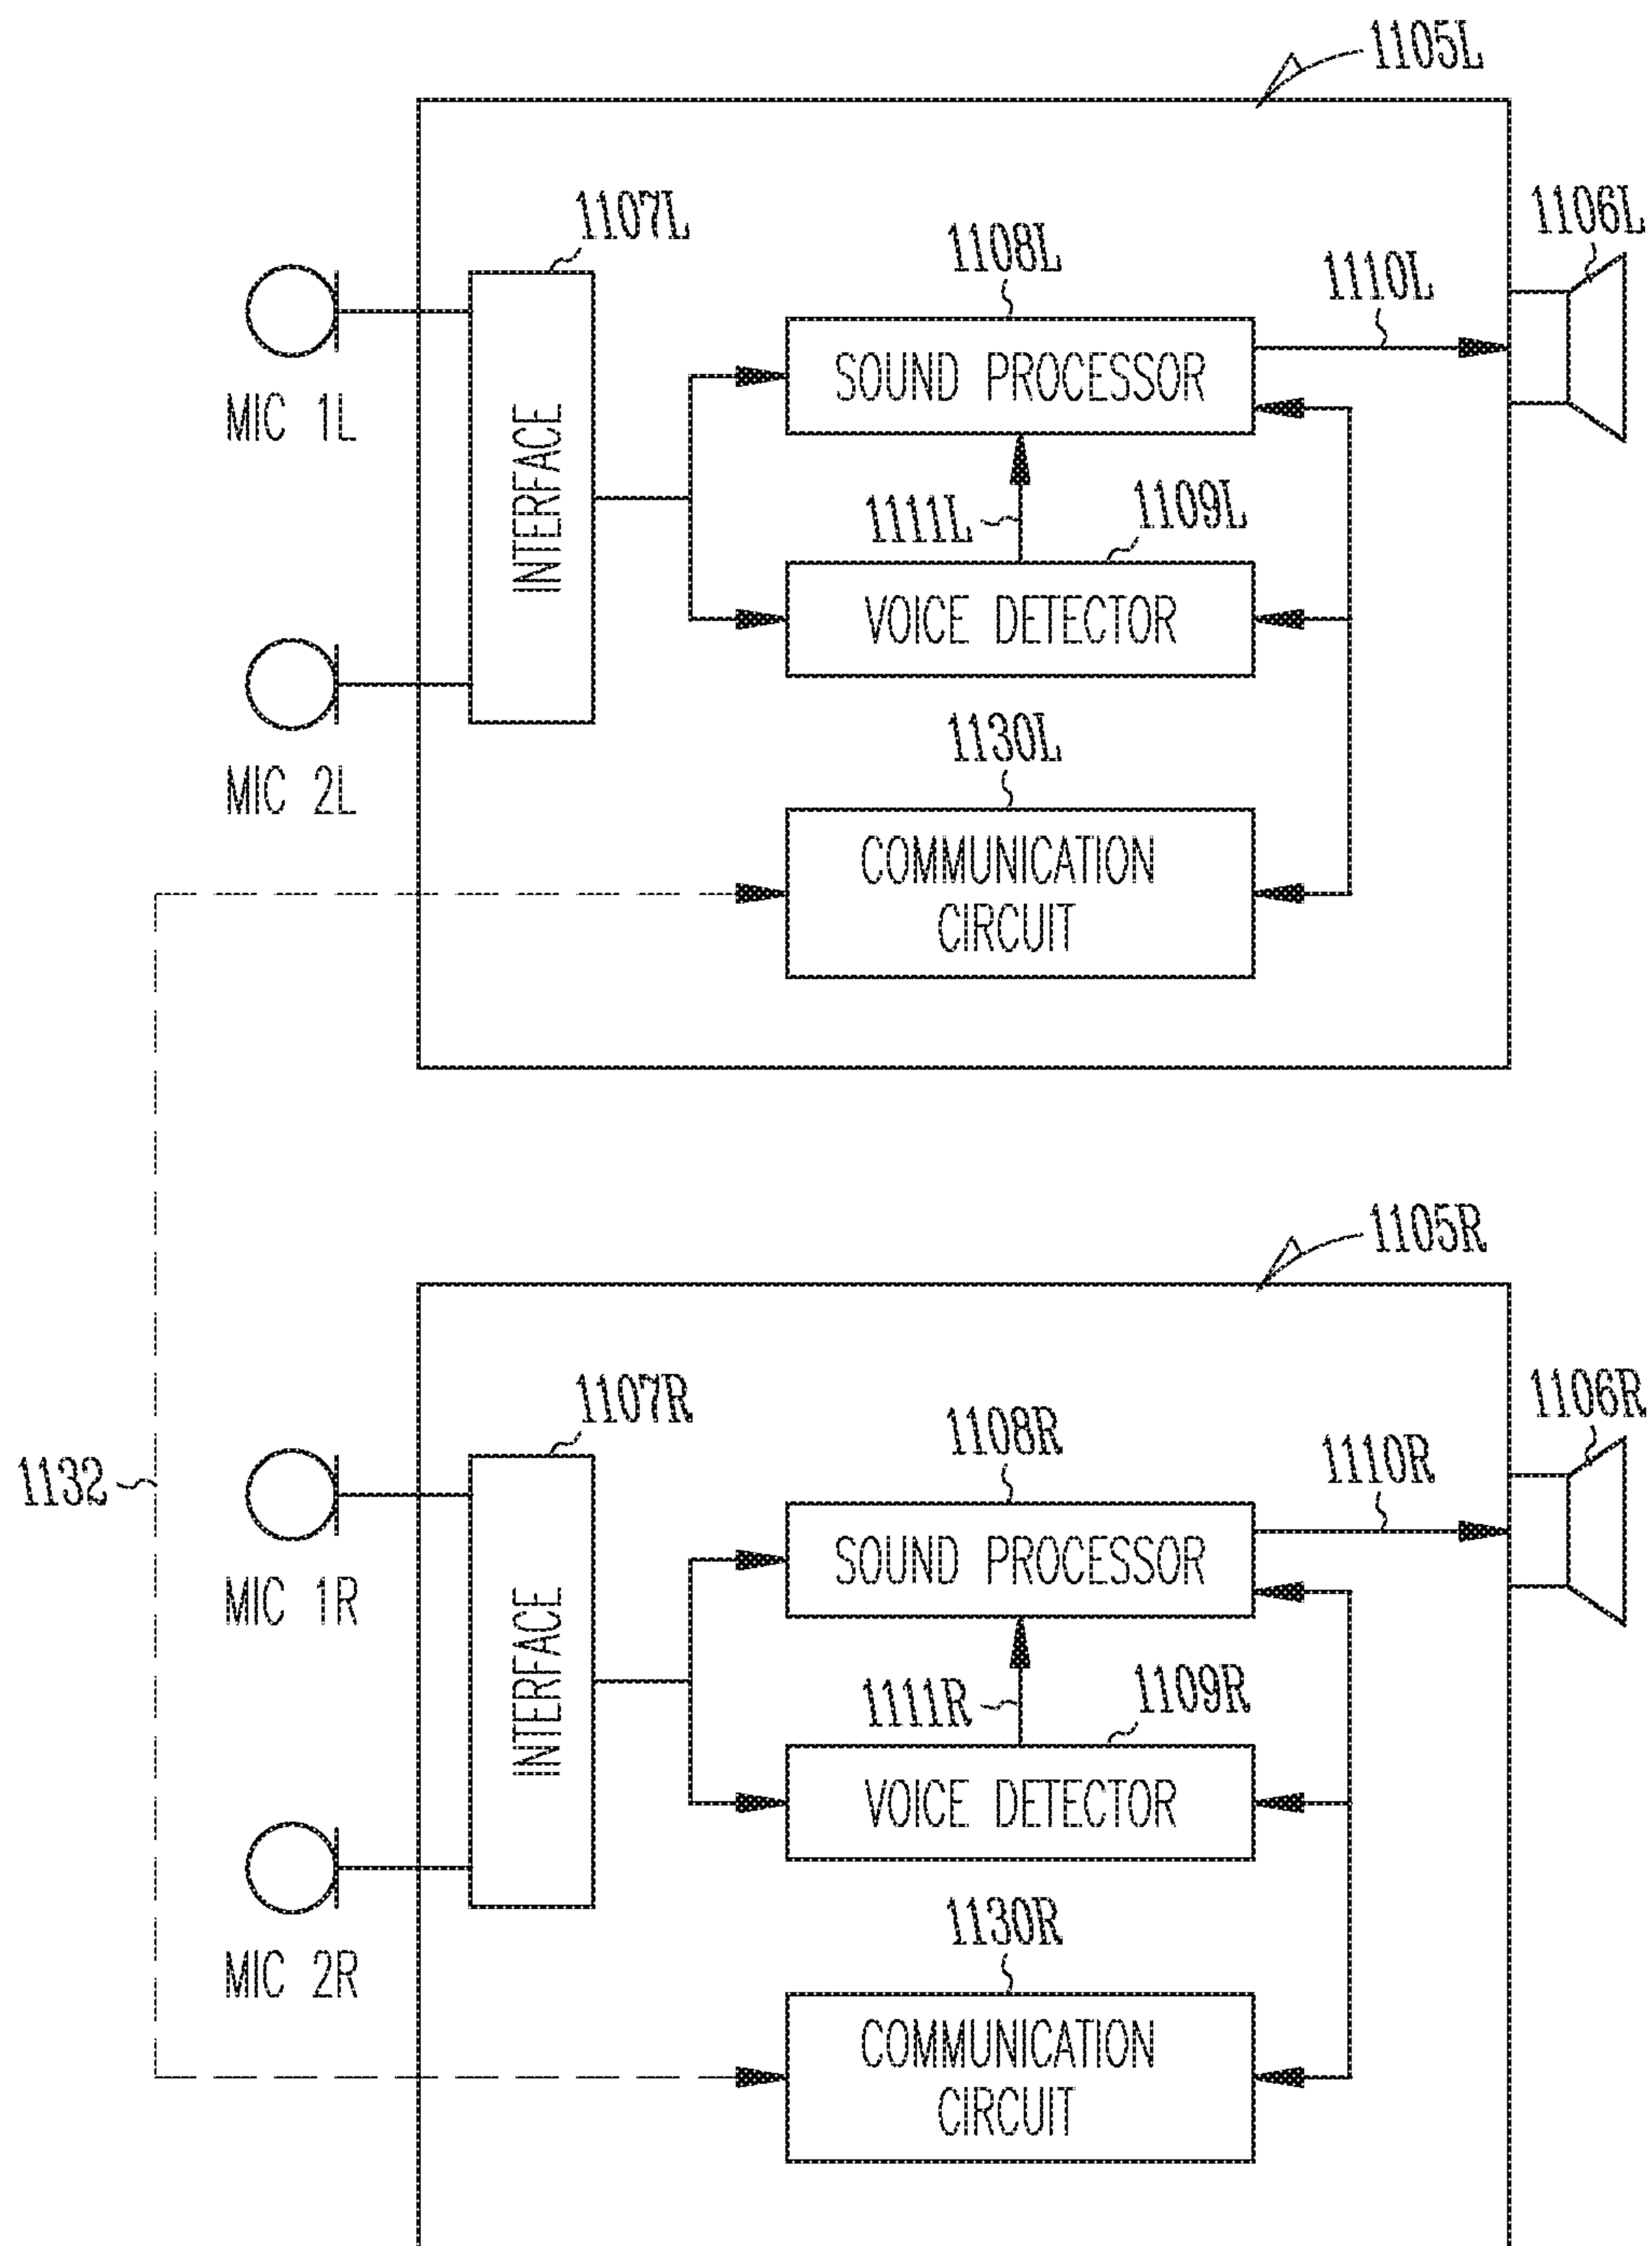 1105L
1107L
1106L
1108L
1110L
MIC 1L
INTERFACE
SOUND PROCESSOR
1111L
1109L
VOICE DETECTOR
MIC 2L
1130L
COMMUNICATION
CIRCUIT
1105R
1107R
1106R
1108R
1110R
1132
MIC 1R
INTERFACE
SOUND PROCESSOR
1111R
1109R
VOICE DETECTOR
MIC 2R
1130R
COMMUNICATION
CIRCUIT